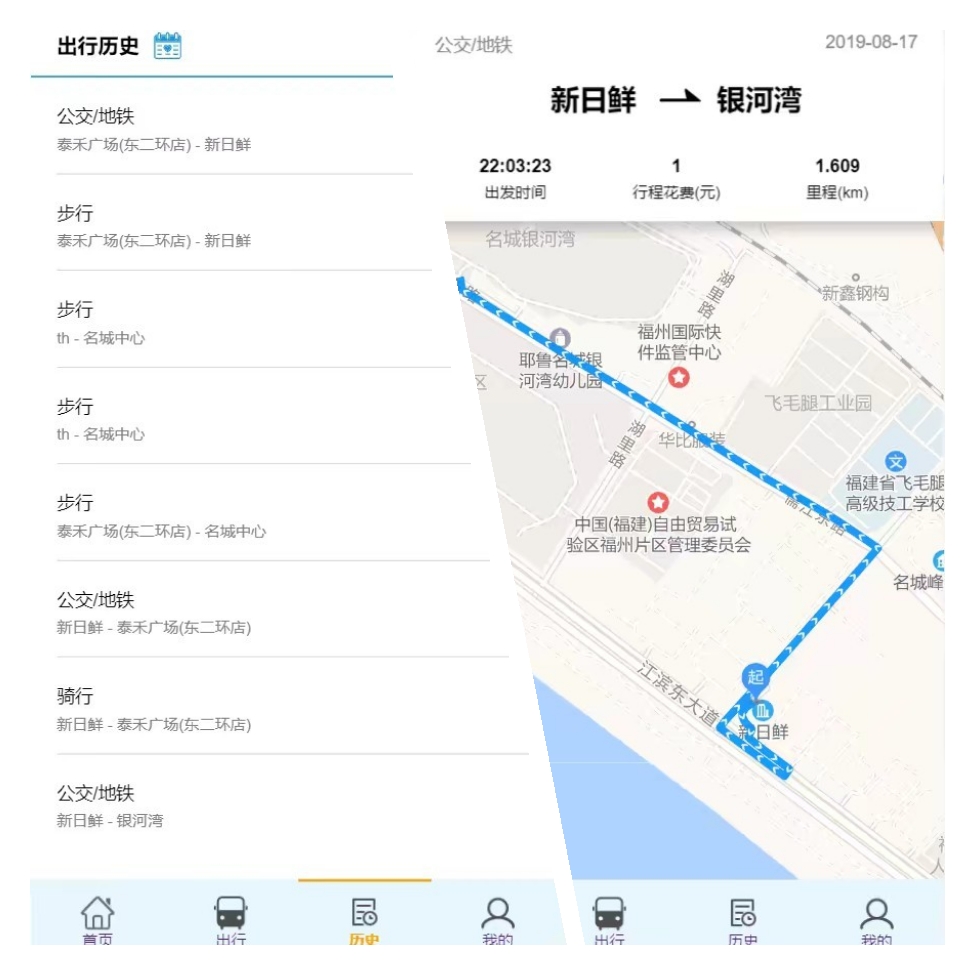 出行历史
公交/地铁
泰禾广场(东二环店) - 新日鲜
步行
泰禾广场(东二环店) - 新日鲜
步行
th - 名城中心
步行
th - 名城中心
步行
泰禾广场(东二环店) - 名城中心
公交/地铁
新日鲜 - 泰禾广场(东二环店)
骑行
新日鲜 - 泰禾广场(东二环店)
公交/地铁
新日鲜 - 银河湾
首页
出行
历史
我的
公交/地铁
2019-08-17
新日鲜
银河湾
22:03:23
1
1.609
出发时间
行程花费(元)
里程(km)
名城银河湾
路
湖里路
新鑫钢构
福州国际快
件监管中心
耶鲁名城银
河湾幼儿园
区
飞毛腿工业园
湖里路
华比服装
文
福建省飞毛腿
高级技工学校
儒江东路
中国(福建)自由贸易试
验区福州片区管理委员会
名城峰
江滨东大道
起
新日鲜
出行
历史
我的